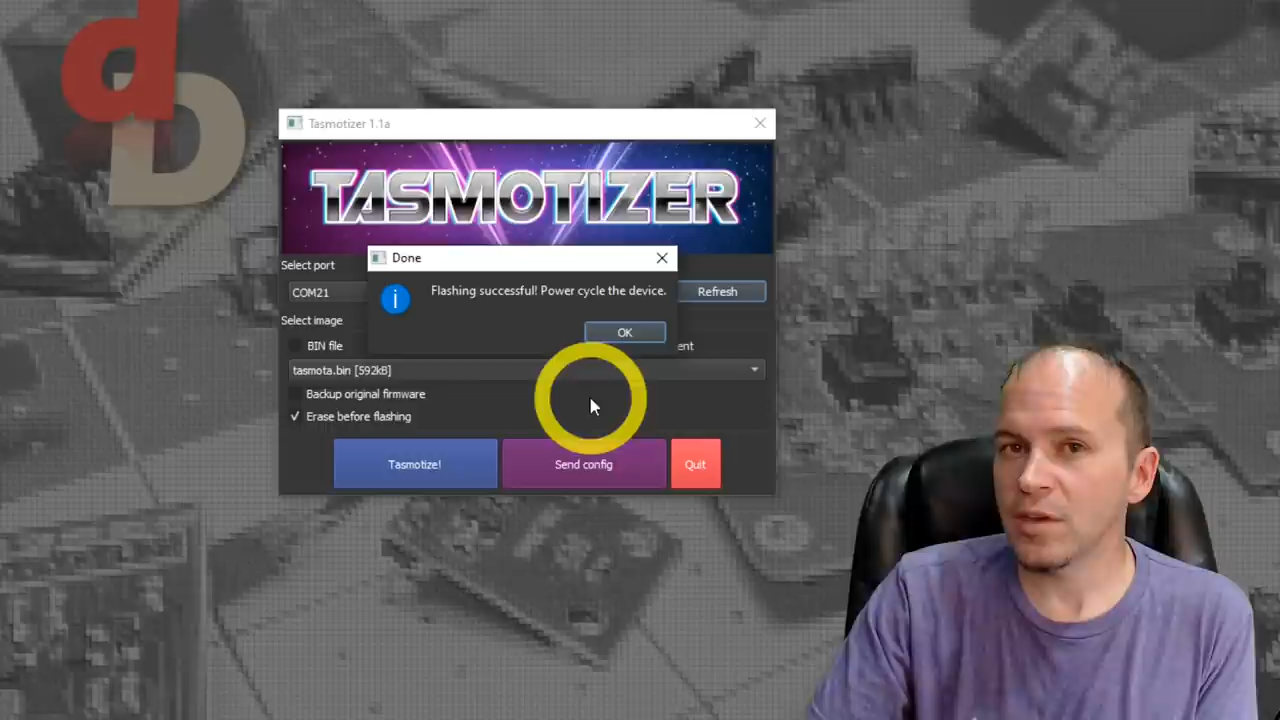 dD
Tasmotizer 1.1a
TASMOTIZER
Select port
Done
Flashing successful! Power cycle the device.
COM21
Refresh
OK
Select image
BIN file
ent
tasmota.bin [592kB]
Backup original firmware
Erase before flashing
Tasmotize!
Send config
Quit